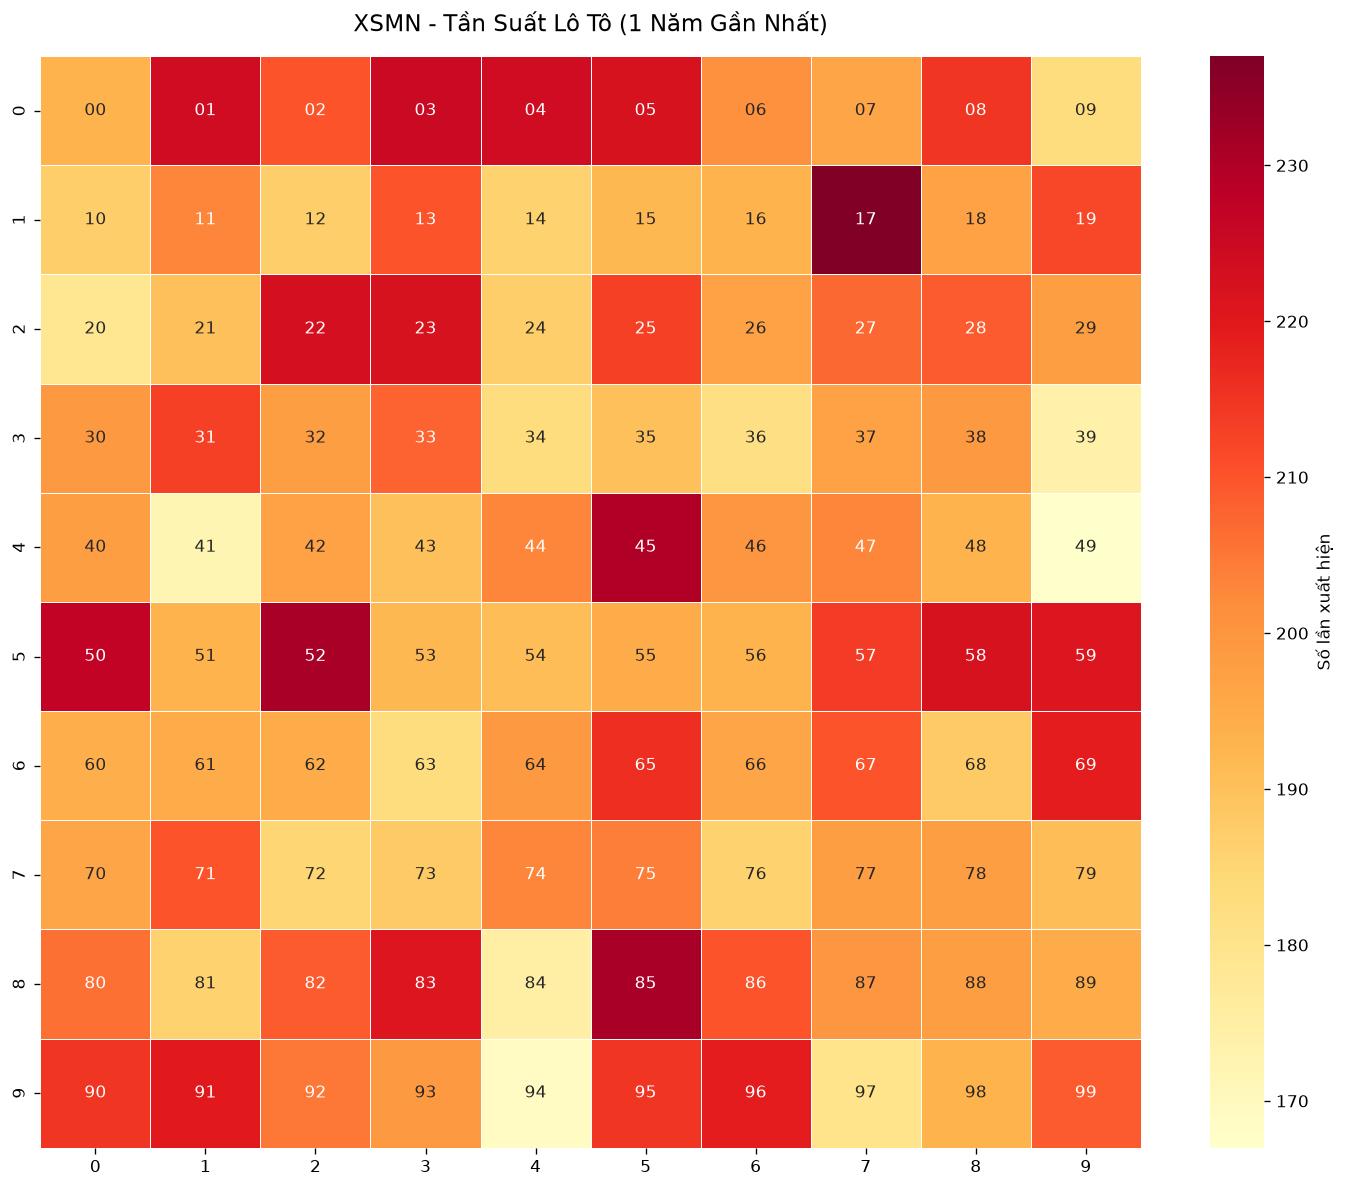 XSMN - Tần Suất Lô Tô (1 Năm Gần Nhất)
0 00 01 02 03 04 05 06 07 08 09
1 10 11 12 13 14 15 16 17 18 19
2 20 21 22 23 24 25 26 27 28 29
3 30 31 32 33 34 35 36 37 38 39
4 40 41 42 43 44 45 46 47 48 49
5 50 51 52 53 54 55 56 57 58 59
6 60 61 62 63 64 65 66 67 68 69
7 70 71 72 73 74 75 76 77 78 79
8 80 81 82 83 84 85 86 87 88 89
9 90 91 92 93 94 95 96 97 98 99
0 1 2 3 4 5 6 7 8 9
230
220
210
200
190
180
170
Số lần xuất hiện